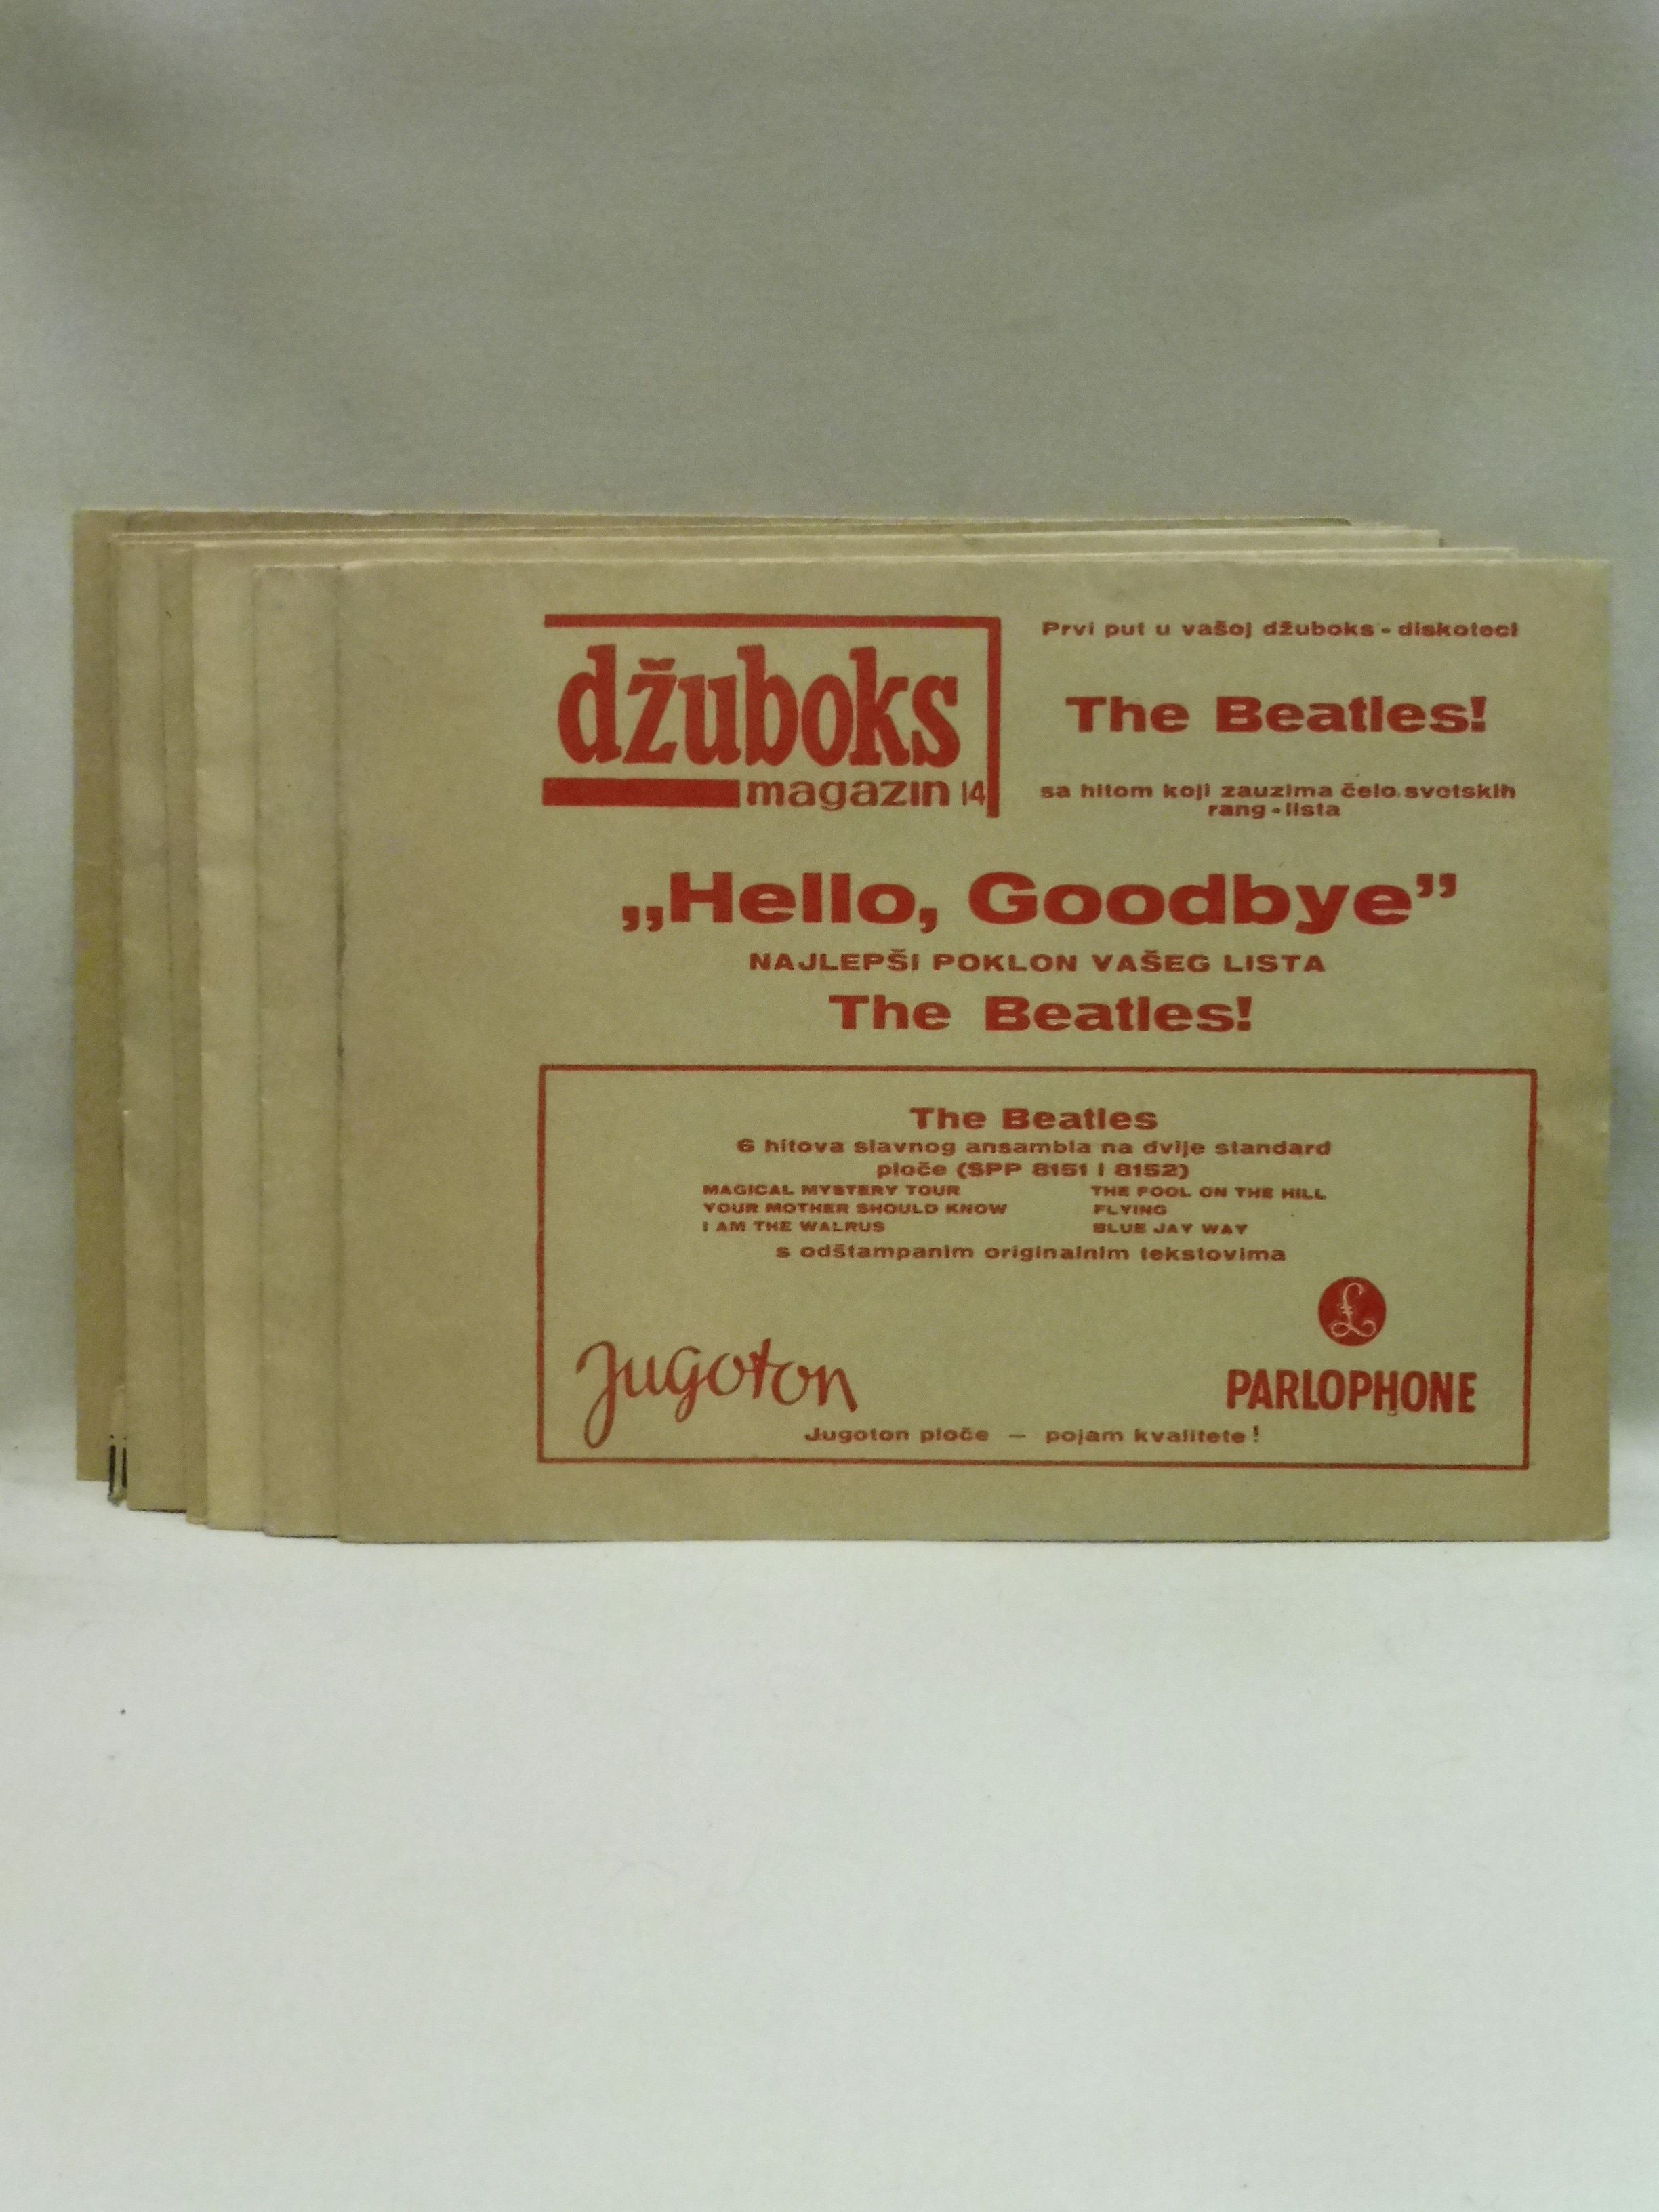 džuboks
magazin 14
Prvi put u vašoj džuboks - diskoteci
The Beatles!
sa hitom koji zauzima čelo svetskih
rang - lista
„Hello, Goodbye”
NAJLEPŠI POKLON VAŠEG LISTA
The Beatles!
The Beatles
6 hitova slavnog ansambla na dvije standard
ploče (SPP 8151 i 8152)
MAGICAL MYSTERY TOUR THE FOOL ON THE HILL
YOUR MOTHER SHOULD KNOW FLYING
I AM THE WALRUS BLUE JAY WAY
s odštampanim originalnim tekstovima
£
Jugoton PARLOPHONE
Jugoton ploče — pojam kvalitete!